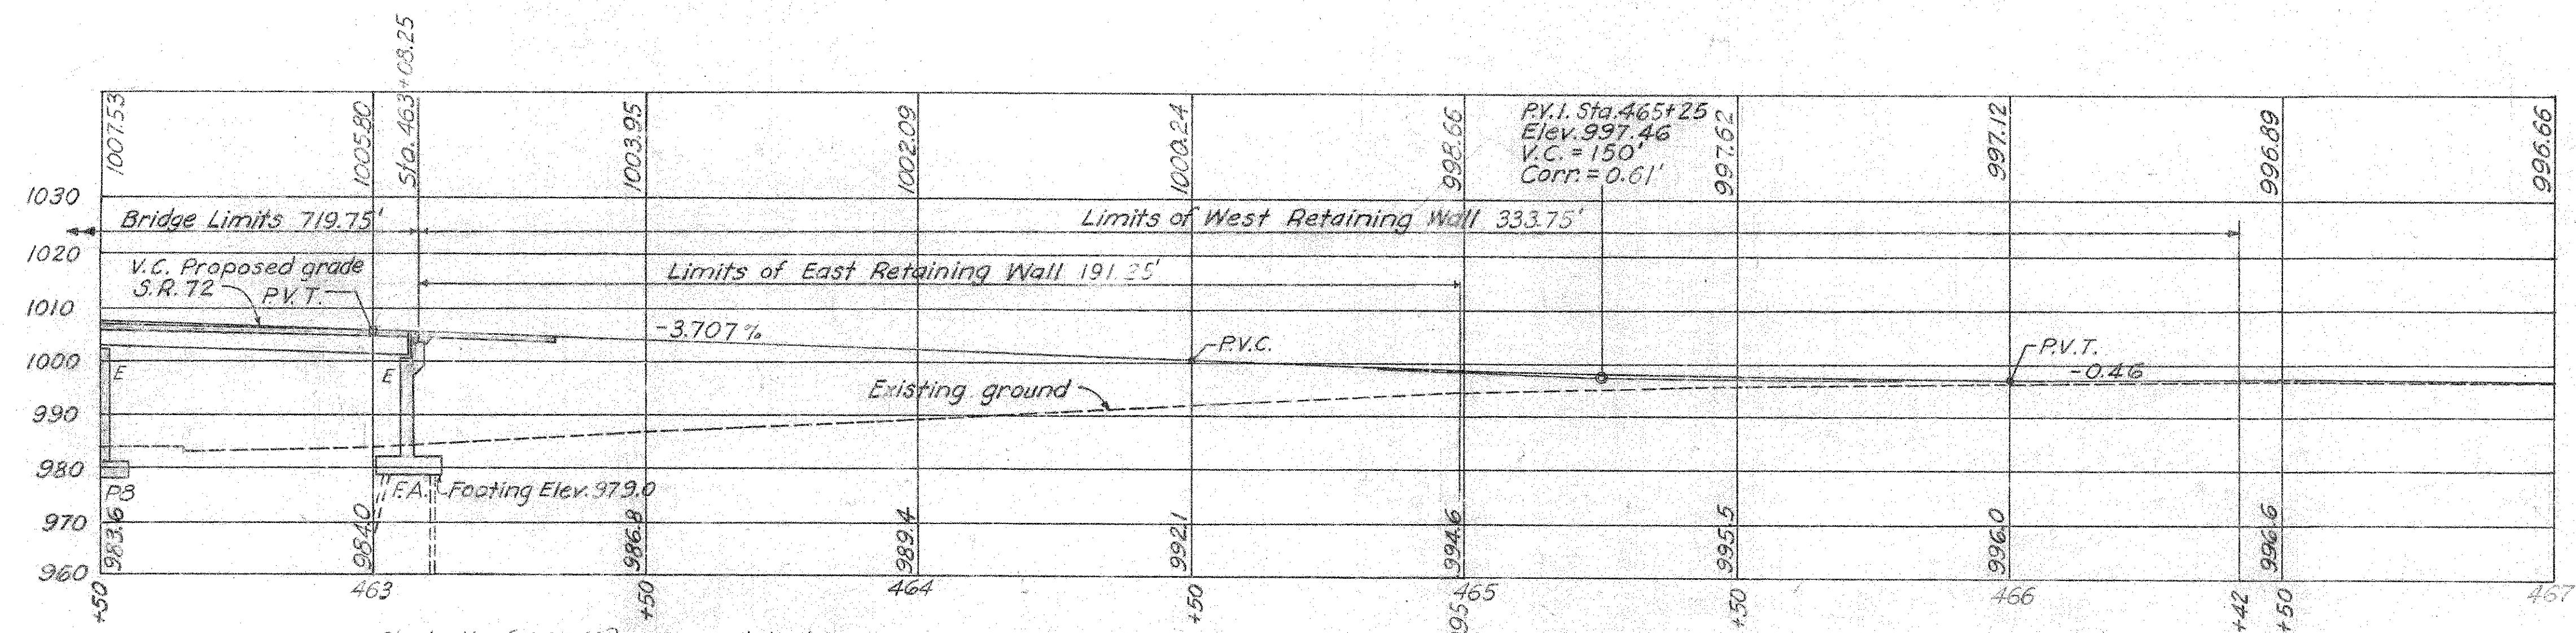 Sta. 463+08.25
1007.53
1005.80
1003.95
1002.09
1000.24
998.66
P.V.I. Sta. 465+25
Elev. 997.46
V.C. = 150'
Corr. = 0.61'
997.62
997.12
996.89
996.66
1030
Bridge Limits 719.75'
Limits of West Retaining Wall 333.75'
1020
V.C. Proposed grade
S.R. 72
P.V.T.
Limits of East Retaining Wall 191.25'
1010
-3.707%
1000
P.V.C.
P.V.T.
-0.46
E
E
Existing ground
990
980
P3
F.A.
Footing Elev. 979.0
970
983.6
984.0
986.8
989.4
992.1
994.6
995.5
996.0
996.6
960
+50
463
+50
464
+50
465
+50
466
+42
+50
467